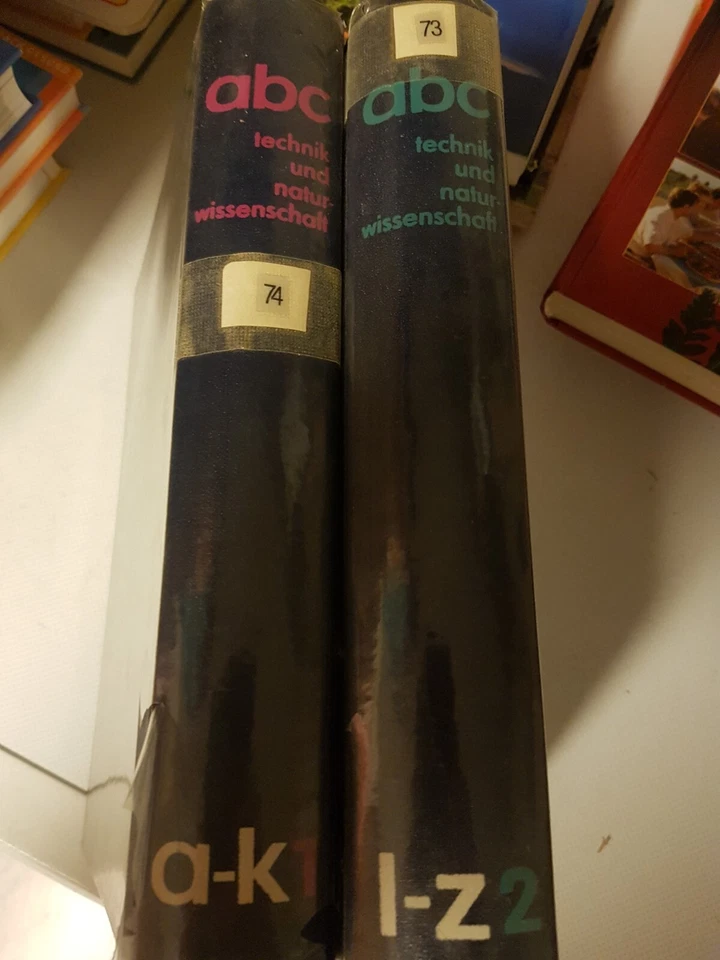 abc
technik
und
natur-
wissenschaft
74
a-k1
73
abc
technik
und
natur-
wissenschaft
l-z2